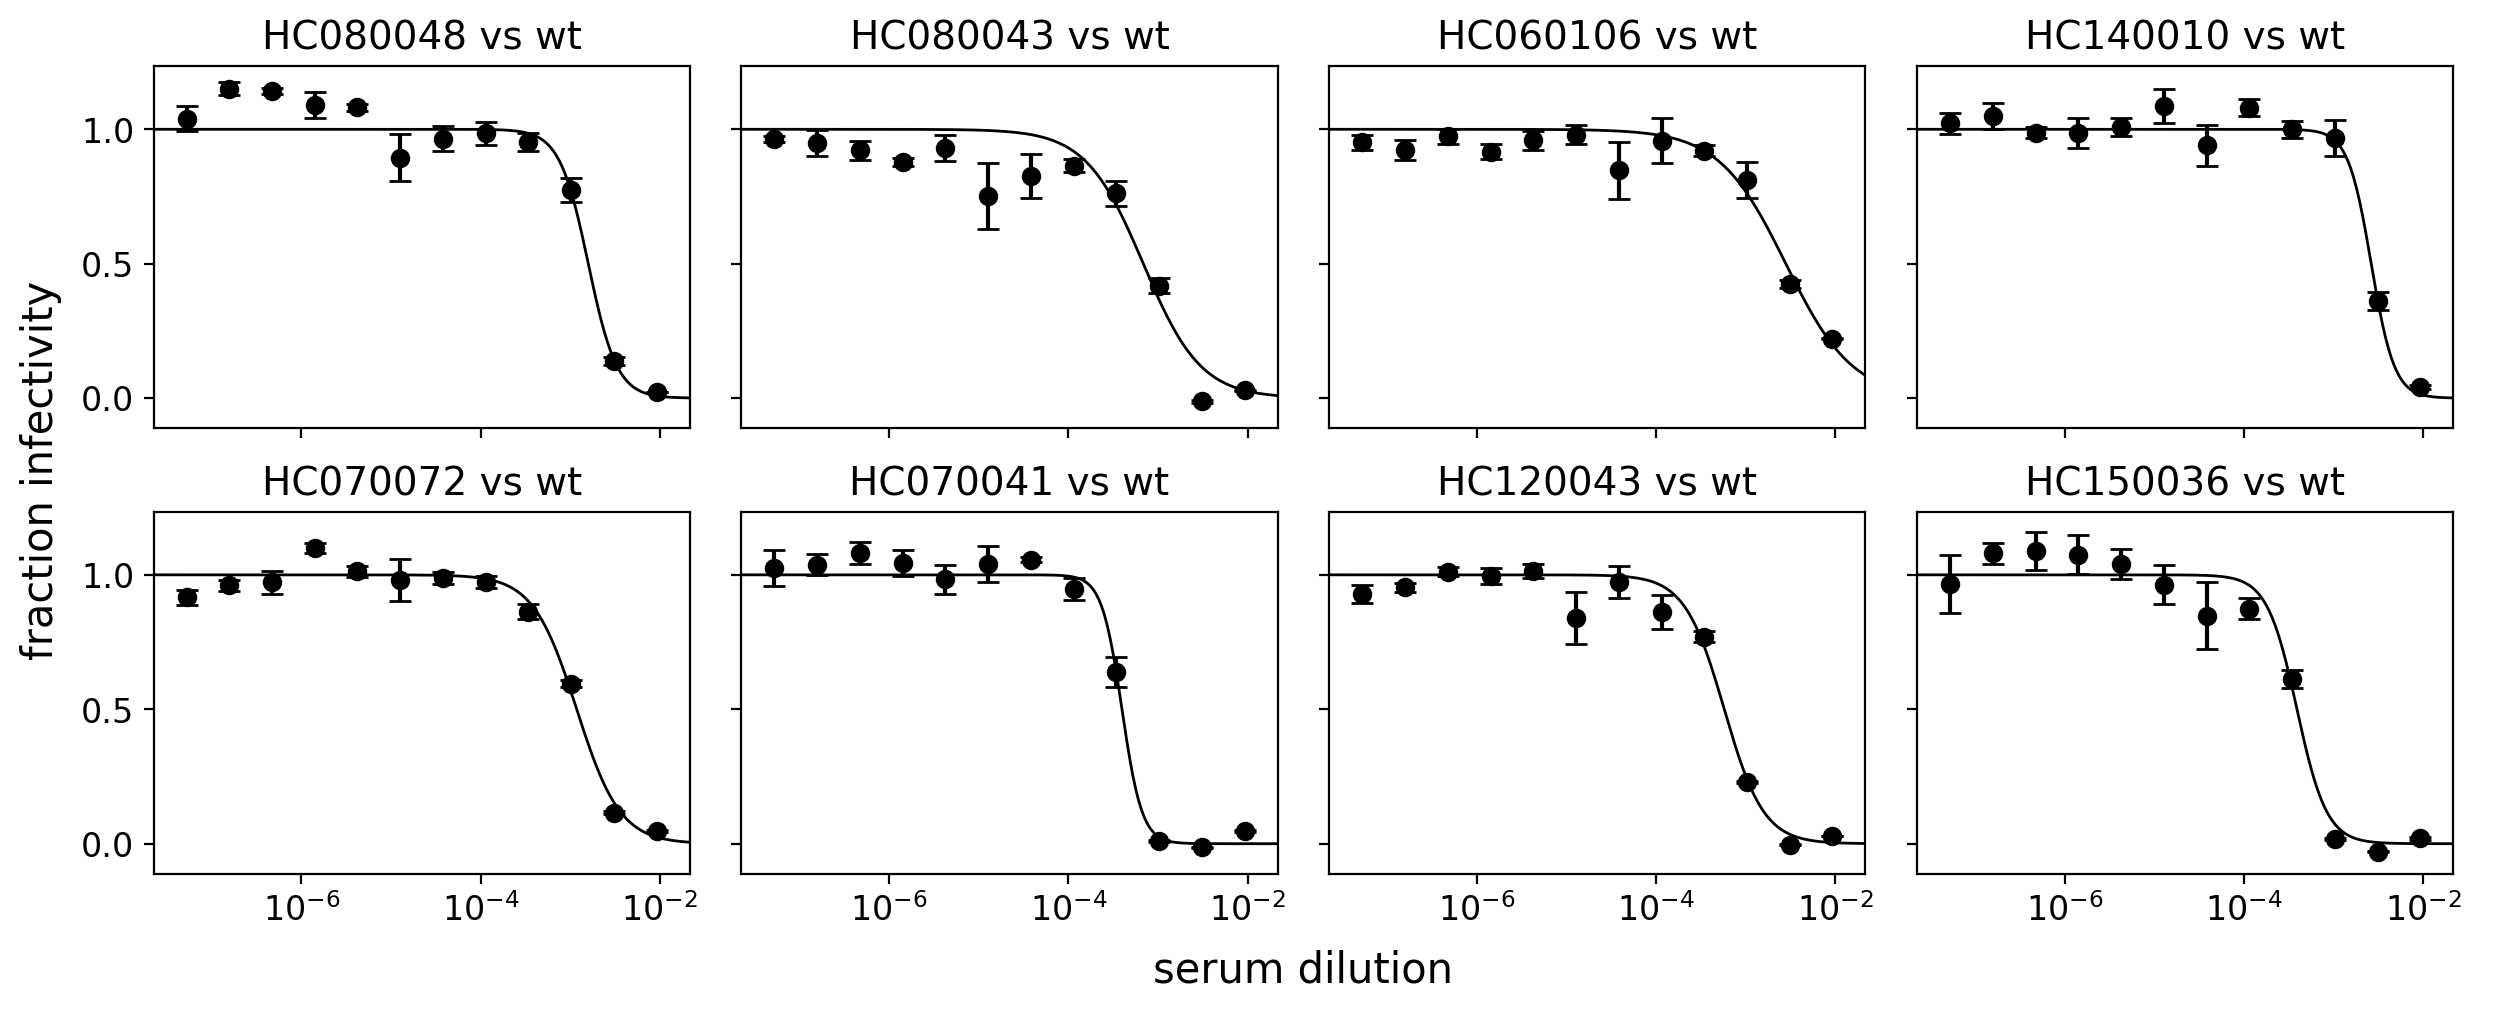 HC080048 vs wt
HC080043 vs wt
HC060106 vs wt
HC140010 vs wt
1.0
0.5
0.0
fraction infectivity
HC070072 vs wt
HC070041 vs wt
HC120043 vs wt
HC150036 vs wt
1.0
0.5
0.0
10⁻⁶ 10⁻⁴ 10⁻²
10⁻⁶ 10⁻⁴ 10⁻²
10⁻⁶ 10⁻⁴ 10⁻²
10⁻⁶ 10⁻⁴ 10⁻²
serum dilution